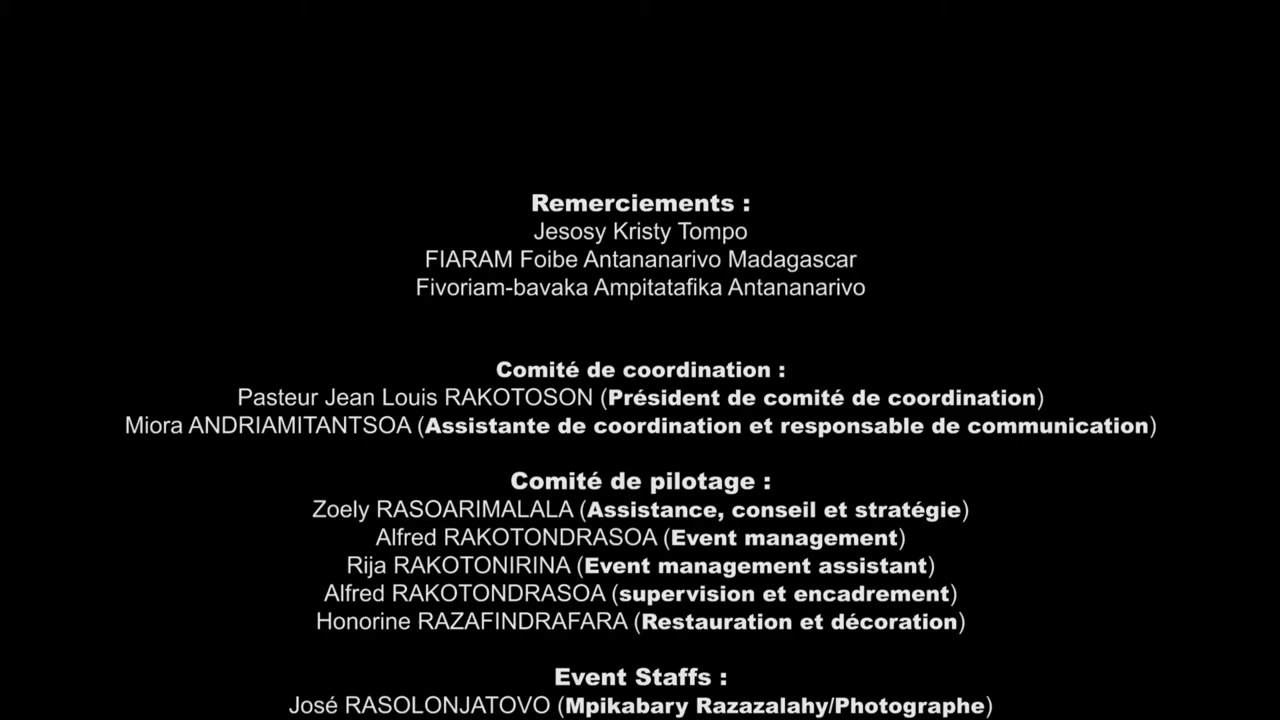 Remerciements :
Jesosy Kristy Tompo
FIARAM Foibe Antananarivo Madagascar
Fivoriam-bavaka Ampitatafika Antananarivo
Comité de coordination :
Pasteur Jean Louis RAKOTOSON (Président de comité de coordination)
Miora ANDRIAMITANTSOA (Assistante de coordination et responsable de communication)
Comité de pilotage :
Zoely RASOARIMALALA (Assistance, conseil et stratégie)
Alfred RAKOTONDRASOA (Event management)
Rija RAKOTONIRINA (Event management assistant)
Alfred RAKOTONDRASOA (supervision et encadrement)
Honorine RAZAFINDRAFARA (Restauration et décoration)
Event Staffs :
José RASOLONJATOVO (Mpikabary Razazalahy/Photographe)